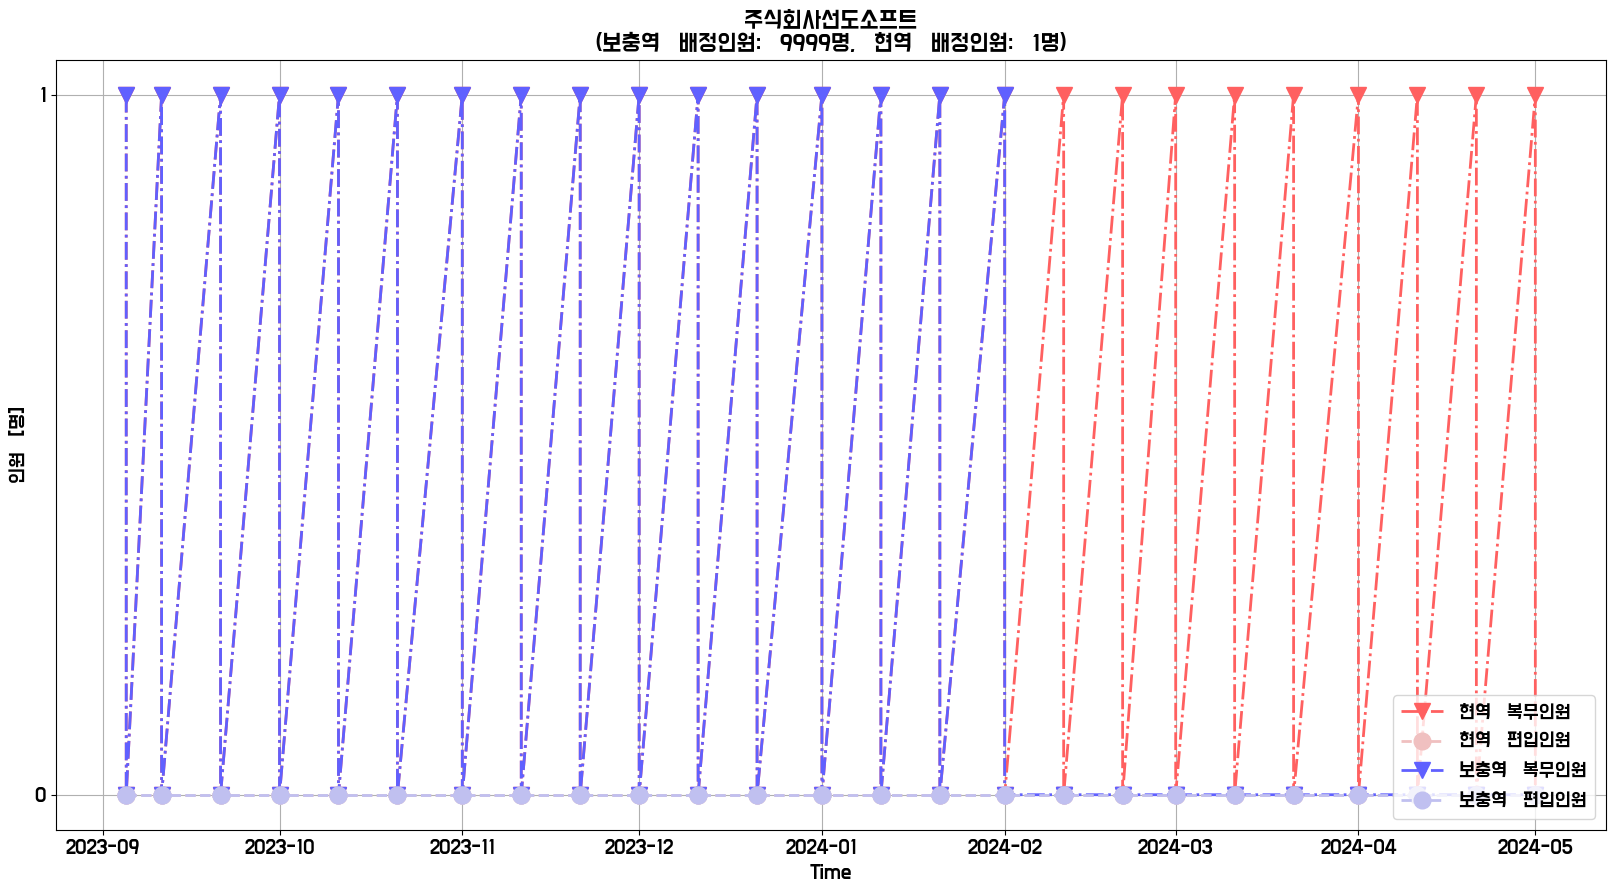 주식회사선도소프트
(보충역 배정인원: 9999명, 현역 배정인원: 1명)
1
인원 [명]
0
현역 복무인원
현역 편입인원
보충역 복무인원
보충역 편입인원
2023-09 2023-10 2023-11 2023-12 2024-01 2024-02 2024-03 2024-04 2024-05
Time